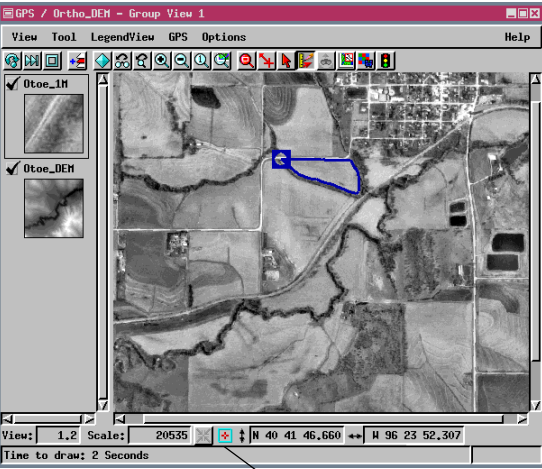 GPS / Ortho_DEM - Group View 1
View Tool LegendView GPS Options Help
Otoe_1M
Otoe_DEM
View: 1.2 Scale: 20535 N 40 41 46.660 W 96 23 52.307
Time to draw: 2 Seconds